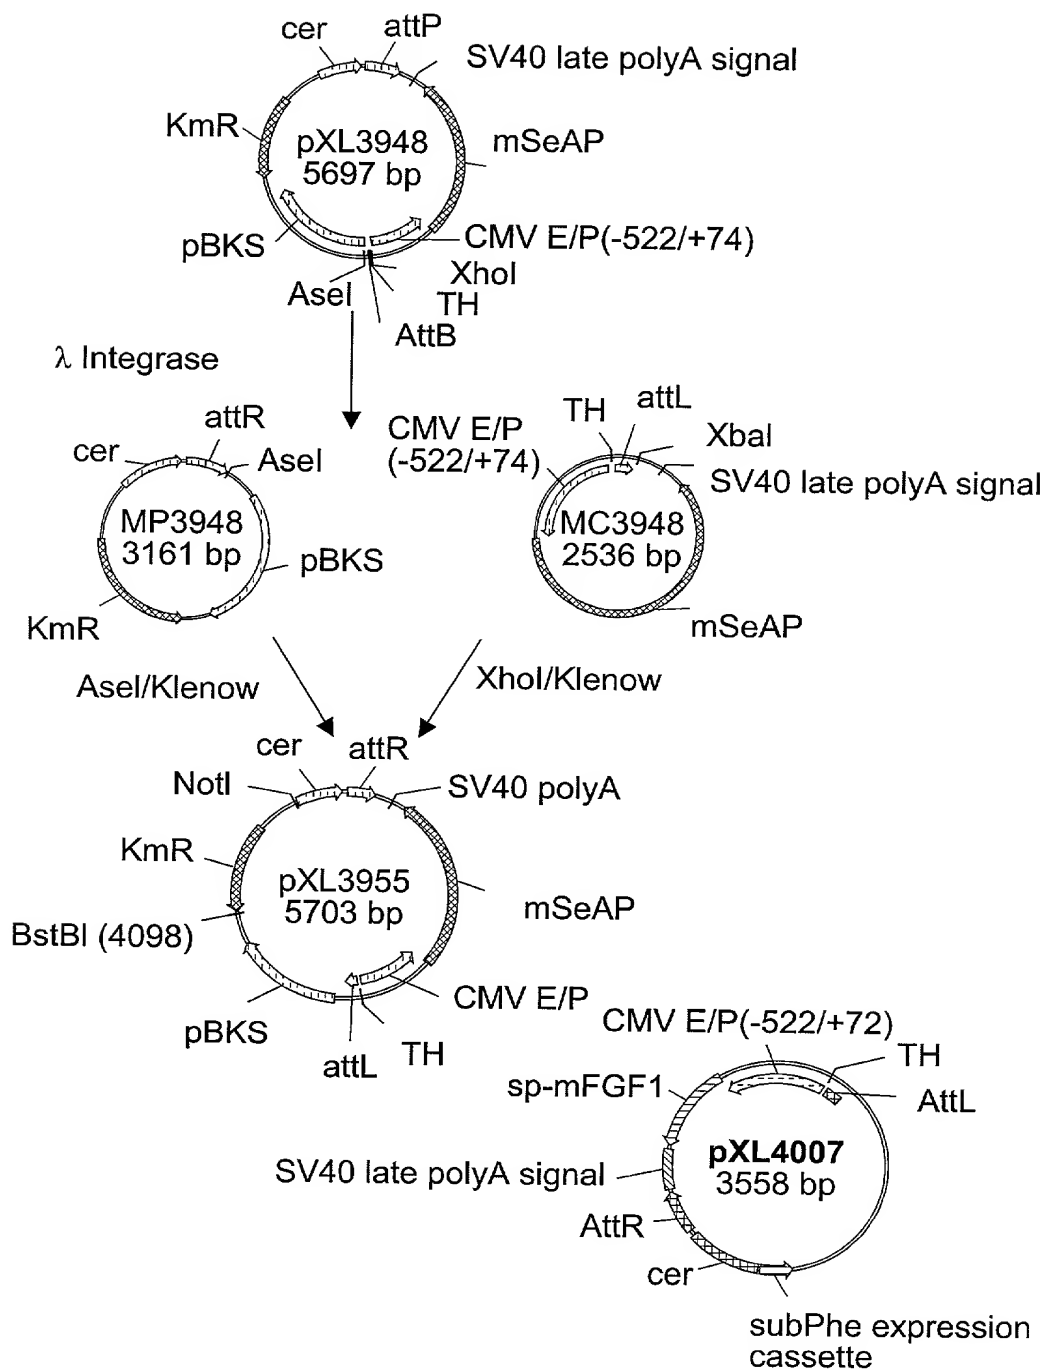 cer
attP
SV40 late polyA signal
KmR
pXL3948
5697 bp
mSeAP
pBKS
CMV E/P(-522/+74)
XhoI
AseI
TH
AttB
λ Integrase
attR
cer
AseI
MP3948
3161 bp
pBKS
KmR
CMV E/P
(-522/+74)
TH
attL
XbaI
SV40 late polyA signal
MC3948
2536 bp
mSeAP
AseI/Klenow
XhoI/Klenow
cer
attR
NotI
SV40 polyA
KmR
pXL3955
5703 bp
mSeAP
BstBI (4098)
CMV E/P
pBKS
attL
TH
CMV E/P(-522/+72)
TH
sp-mFGF1
AttL
pXL4007
3558 bp
SV40 late polyA signal
AttR
cer
subPhe expression
cassette